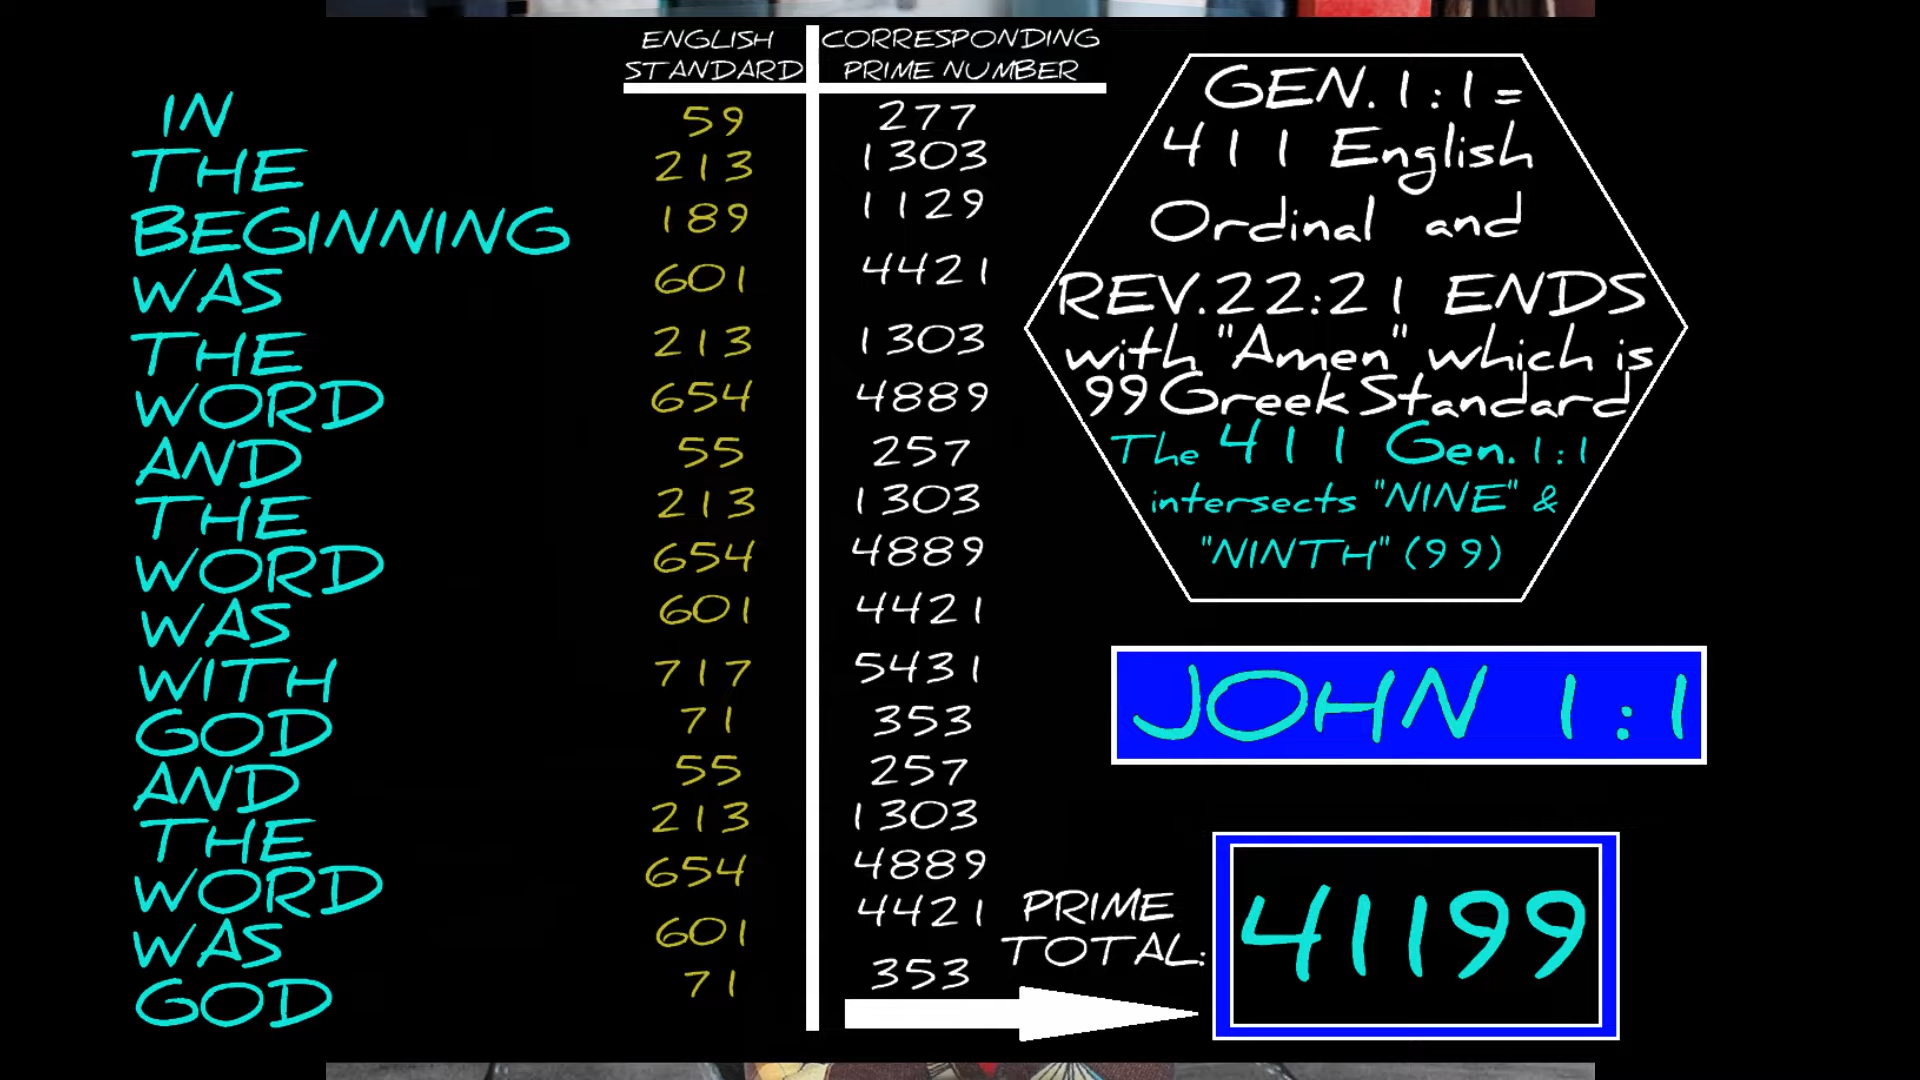 ENGLISH STANDARD
CORRESPONDING PRIME NUMBER
IN 59 277
THE 213 1303
BEGINNING 189 1129
WAS 601 4421
THE 213 1303
WORD 654 4889
AND 55 257
THE 213 1303
WORD 654 4889
WAS 601 4421
WITH 717 5431
GOD 71 353
AND 55 257
THE 213 1303
WORD 654 4889
WAS 601 4421
GOD 71 353
GEN. 1:1 =
411 English
Ordinal and
REV. 22:21 ENDS
with "Amen" which is
99 Greek Standard
The 411 Gen. 1:1
intersects "NINE" &
"NINTH" (99)
JOHN 1:1
PRIME
TOTAL:
41199